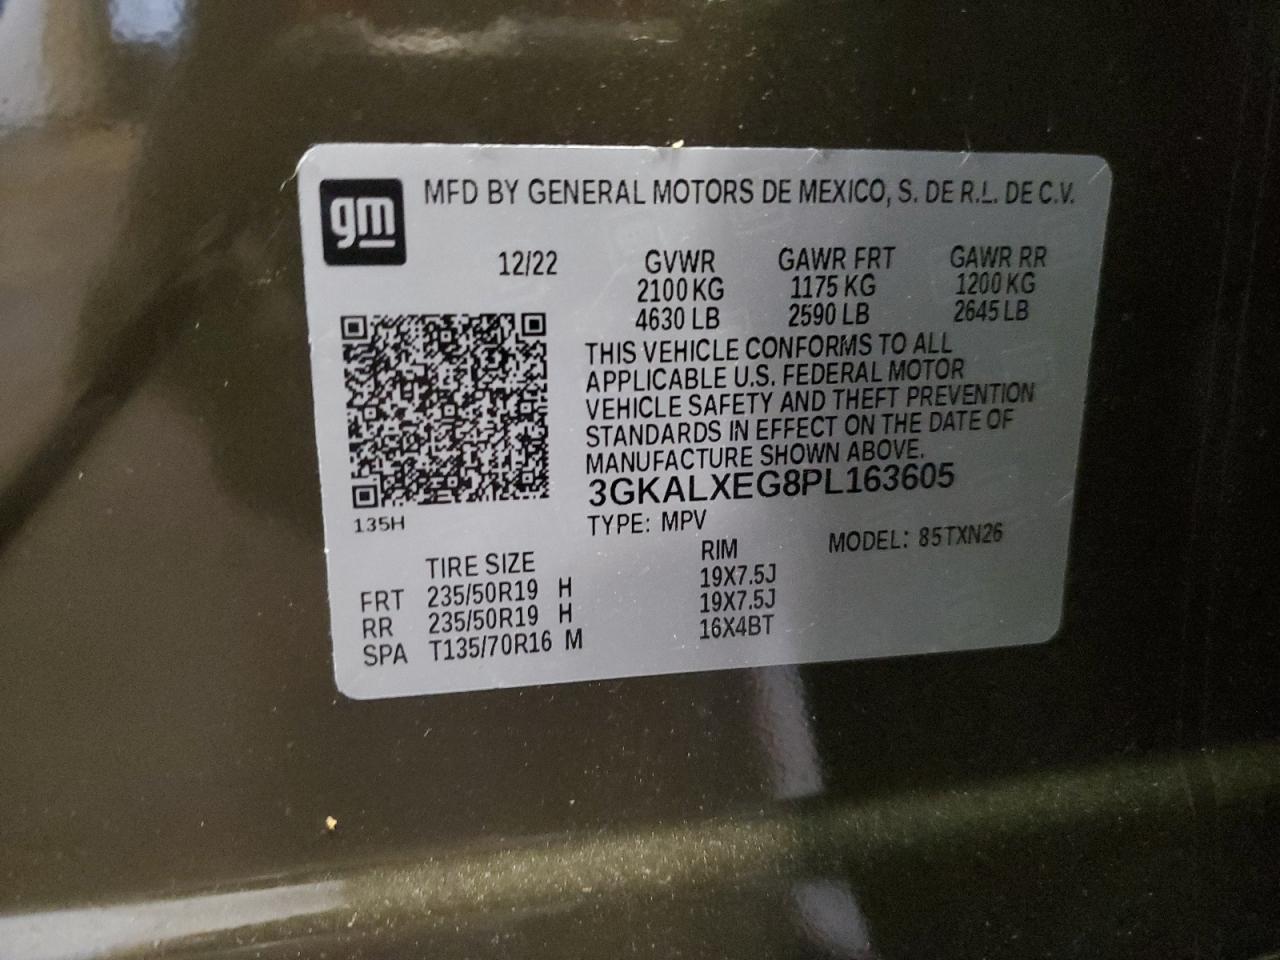 gm
MFD BY GENERAL MOTORS DE MEXICO, S. DE R.L. DE C.V.
12/22 GVWR GAWR FRT GAWR RR
2100 KG 1175 KG 1200 KG
4630 LB 2590 LB 2645 LB
THIS VEHICLE CONFORMS TO ALL
APPLICABLE U.S. FEDERAL MOTOR
VEHICLE SAFETY AND THEFT PREVENTION
STANDARDS IN EFFECT ON THE DATE OF
MANUFACTURE SHOWN ABOVE.
3GKALXEG8PL163605
135H
TYPE: MPV MODEL: 85TXN26
TIRE SIZE RIM
FRT 235/50R19 H 19X7.5J
RR 235/50R19 H 19X7.5J
SPA T135/70R16 M 16X4BT